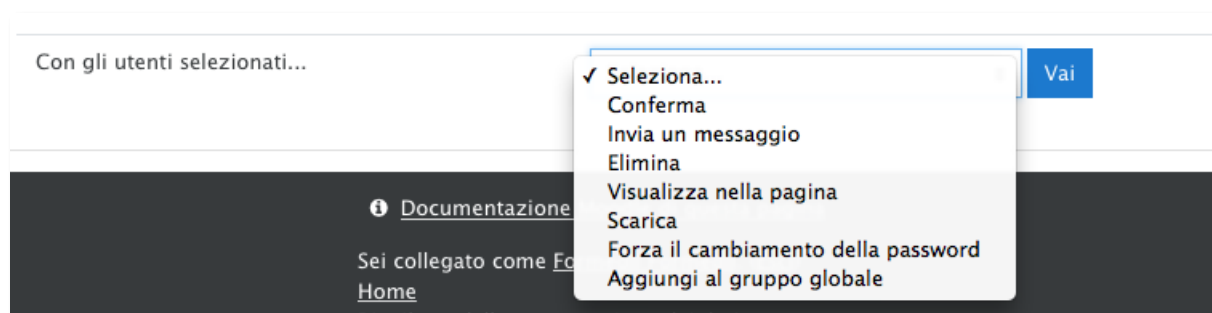 Con gli utenti selezionati...
✓ Seleziona...
Vai
Conferma
Invia un messaggio
Elimina
Visualizza nella pagina
Scarica
Forza il cambiamento della password
Aggiungi al gruppo globale
Documentazione
Sei collegato come
Home